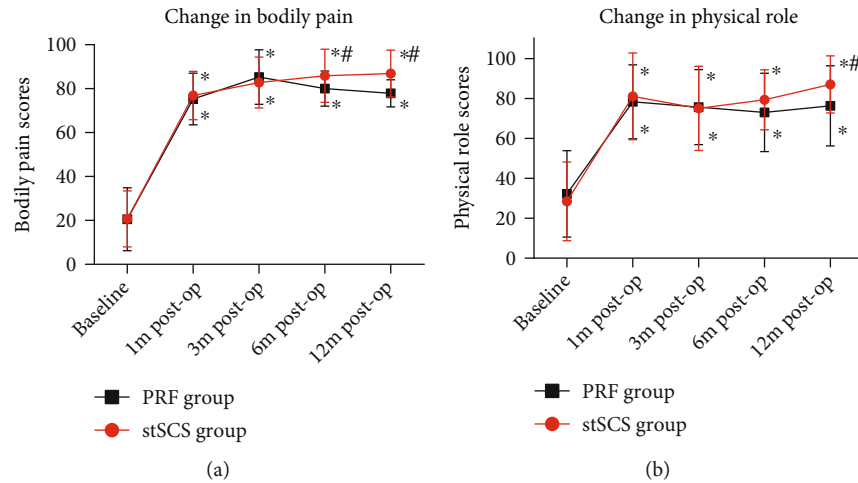 Change in bodily pain
Bodily pain scores
100
80
60
40
20
0
* * *# *#
* * * *
Baseline
1m post-op
3m post-op
6m post-op
12m post-op
PRF group
stSCS group
(a)
Change in physical role
Physical role scores
100
80
60
40
20
0
* * * *#
* * * *
Baseline
1m post-op
3m post-op
6m post-op
12m post-op
PRF group
stSCS group
(b)